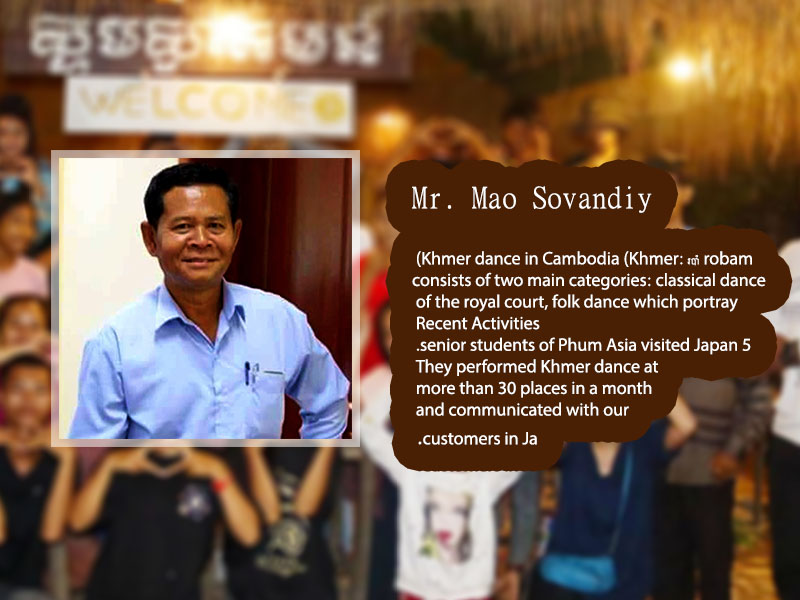 WELCOME
Mr. Mao Sovandiy
(Khmer dance in Cambodia (Khmer: របាំ robam
consists of two main categories: classical dance
of the royal court, folk dance which portray
Recent Activities
.senior students of Phum Asia visited Japan 5
They performed Khmer dance at
more than 30 places in a month
and communicated with our
.customers in Ja